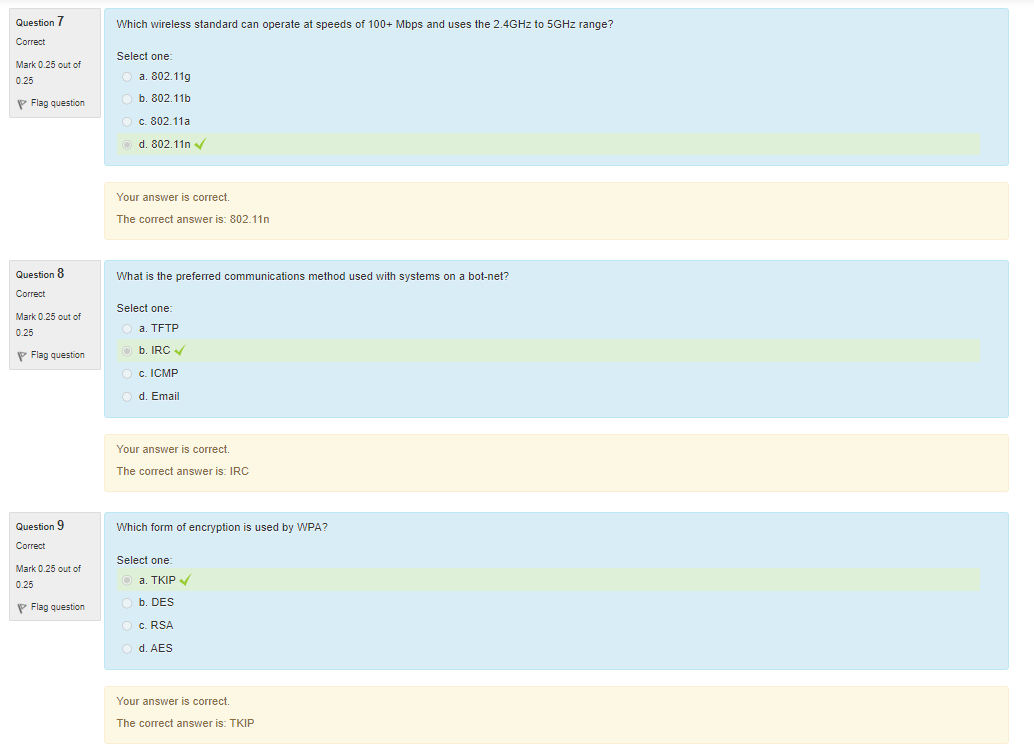 Question 7
Correct
Mark 0.25 out of
0.25
Flag question
Which wireless standard can operate at speeds of 100+ Mbps and uses the 2.4GHz to 5GHz range?
Select one:
a. 802.11g
b. 802.11b
c. 802.11a
d. 802.11n
Your answer is correct.
The correct answer is: 802.11n
Question 8
Correct
Mark 0.25 out of
0.25
Flag question
What is the preferred communications method used with systems on a bot-net?
Select one:
a. TFTP
b. IRC
c. ICMP
d. Email
Your answer is correct.
The correct answer is: IRC
Question 9
Correct
Mark 0.25 out of
0.25
Flag question
Which form of encryption is used by WPA?
Select one:
a. TKIP
b. DES
c. RSA
d. AES
Your answer is correct.
The correct answer is: TKIP